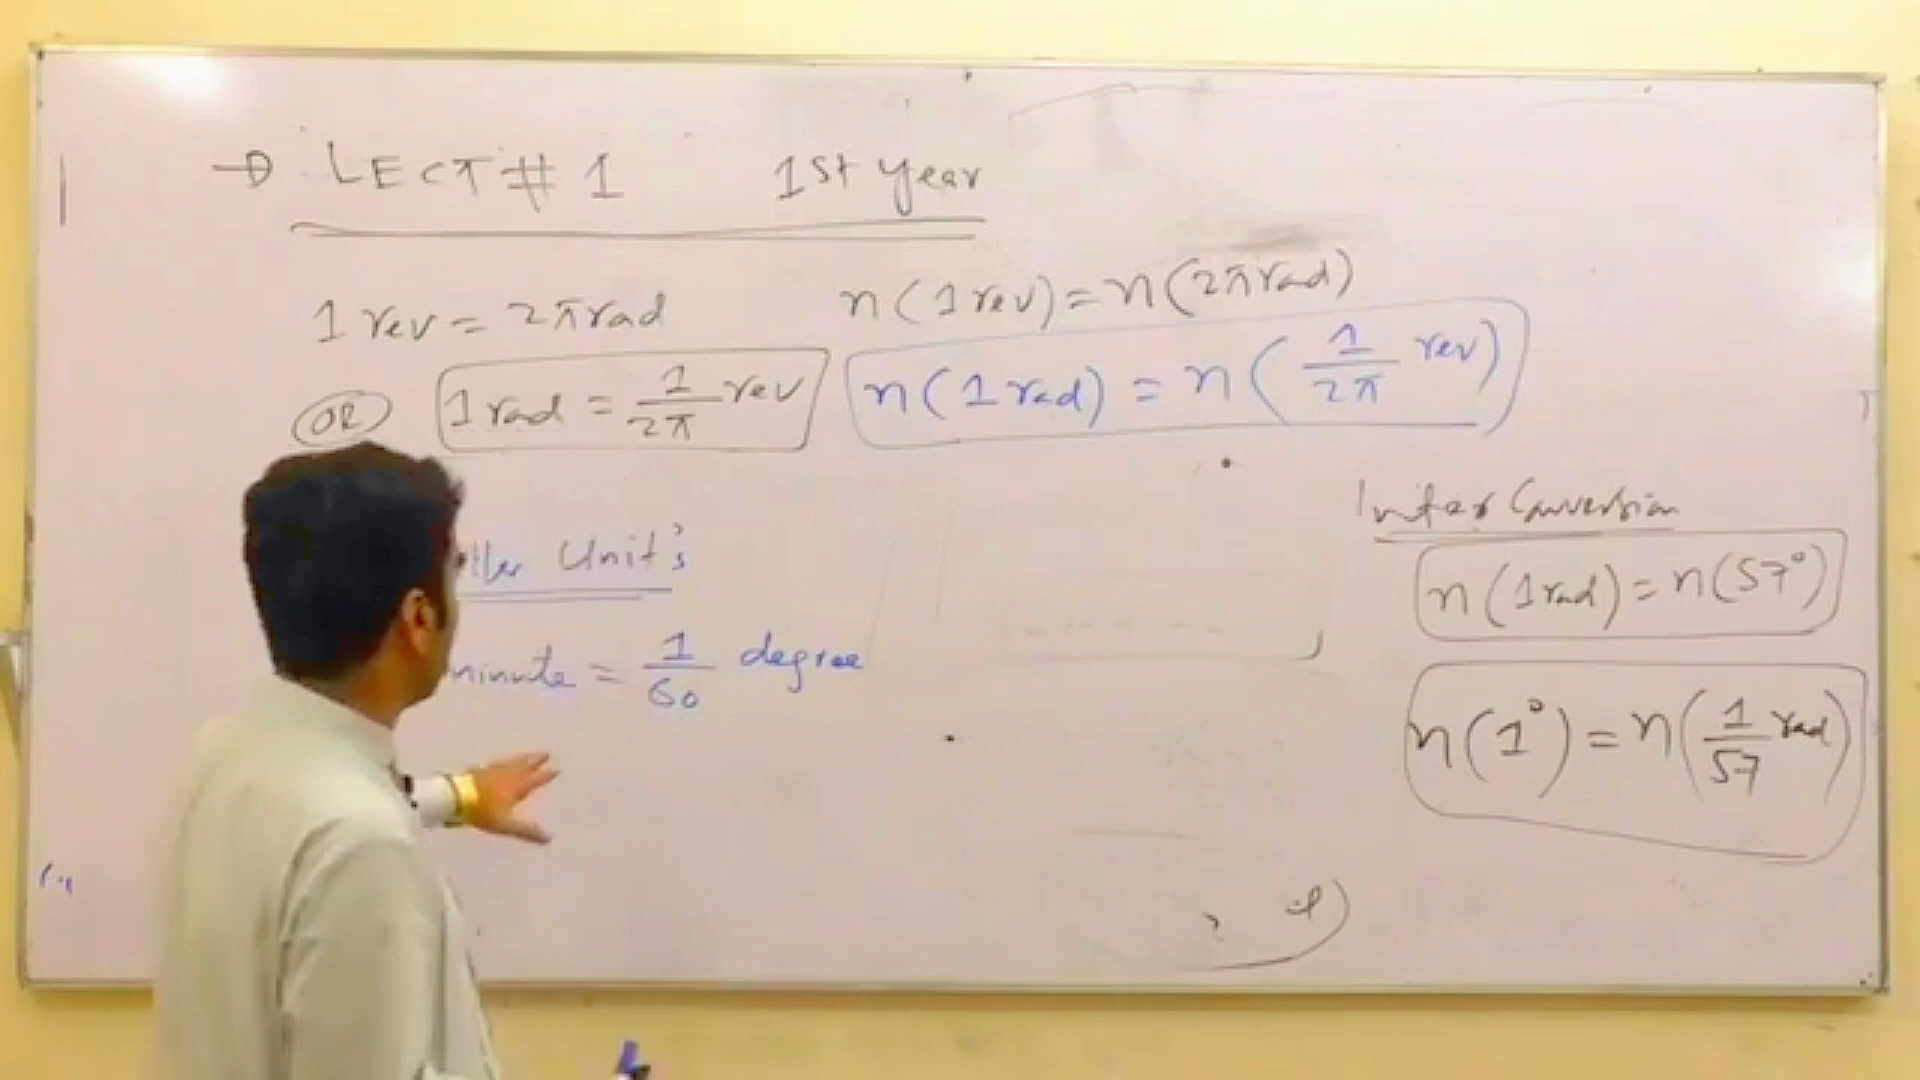 LECT # 1 1st year
1 rev = 2π rad n(1 rev) = n(2π rad)
OR 1 rad = 1/2π rev n(1 rad) = n(1/2π rev)
Unit's
minute = 1/60 degree
Inter Conversion
n(1 rad) = n(57°)
n(1°) = n(1/57 rad)